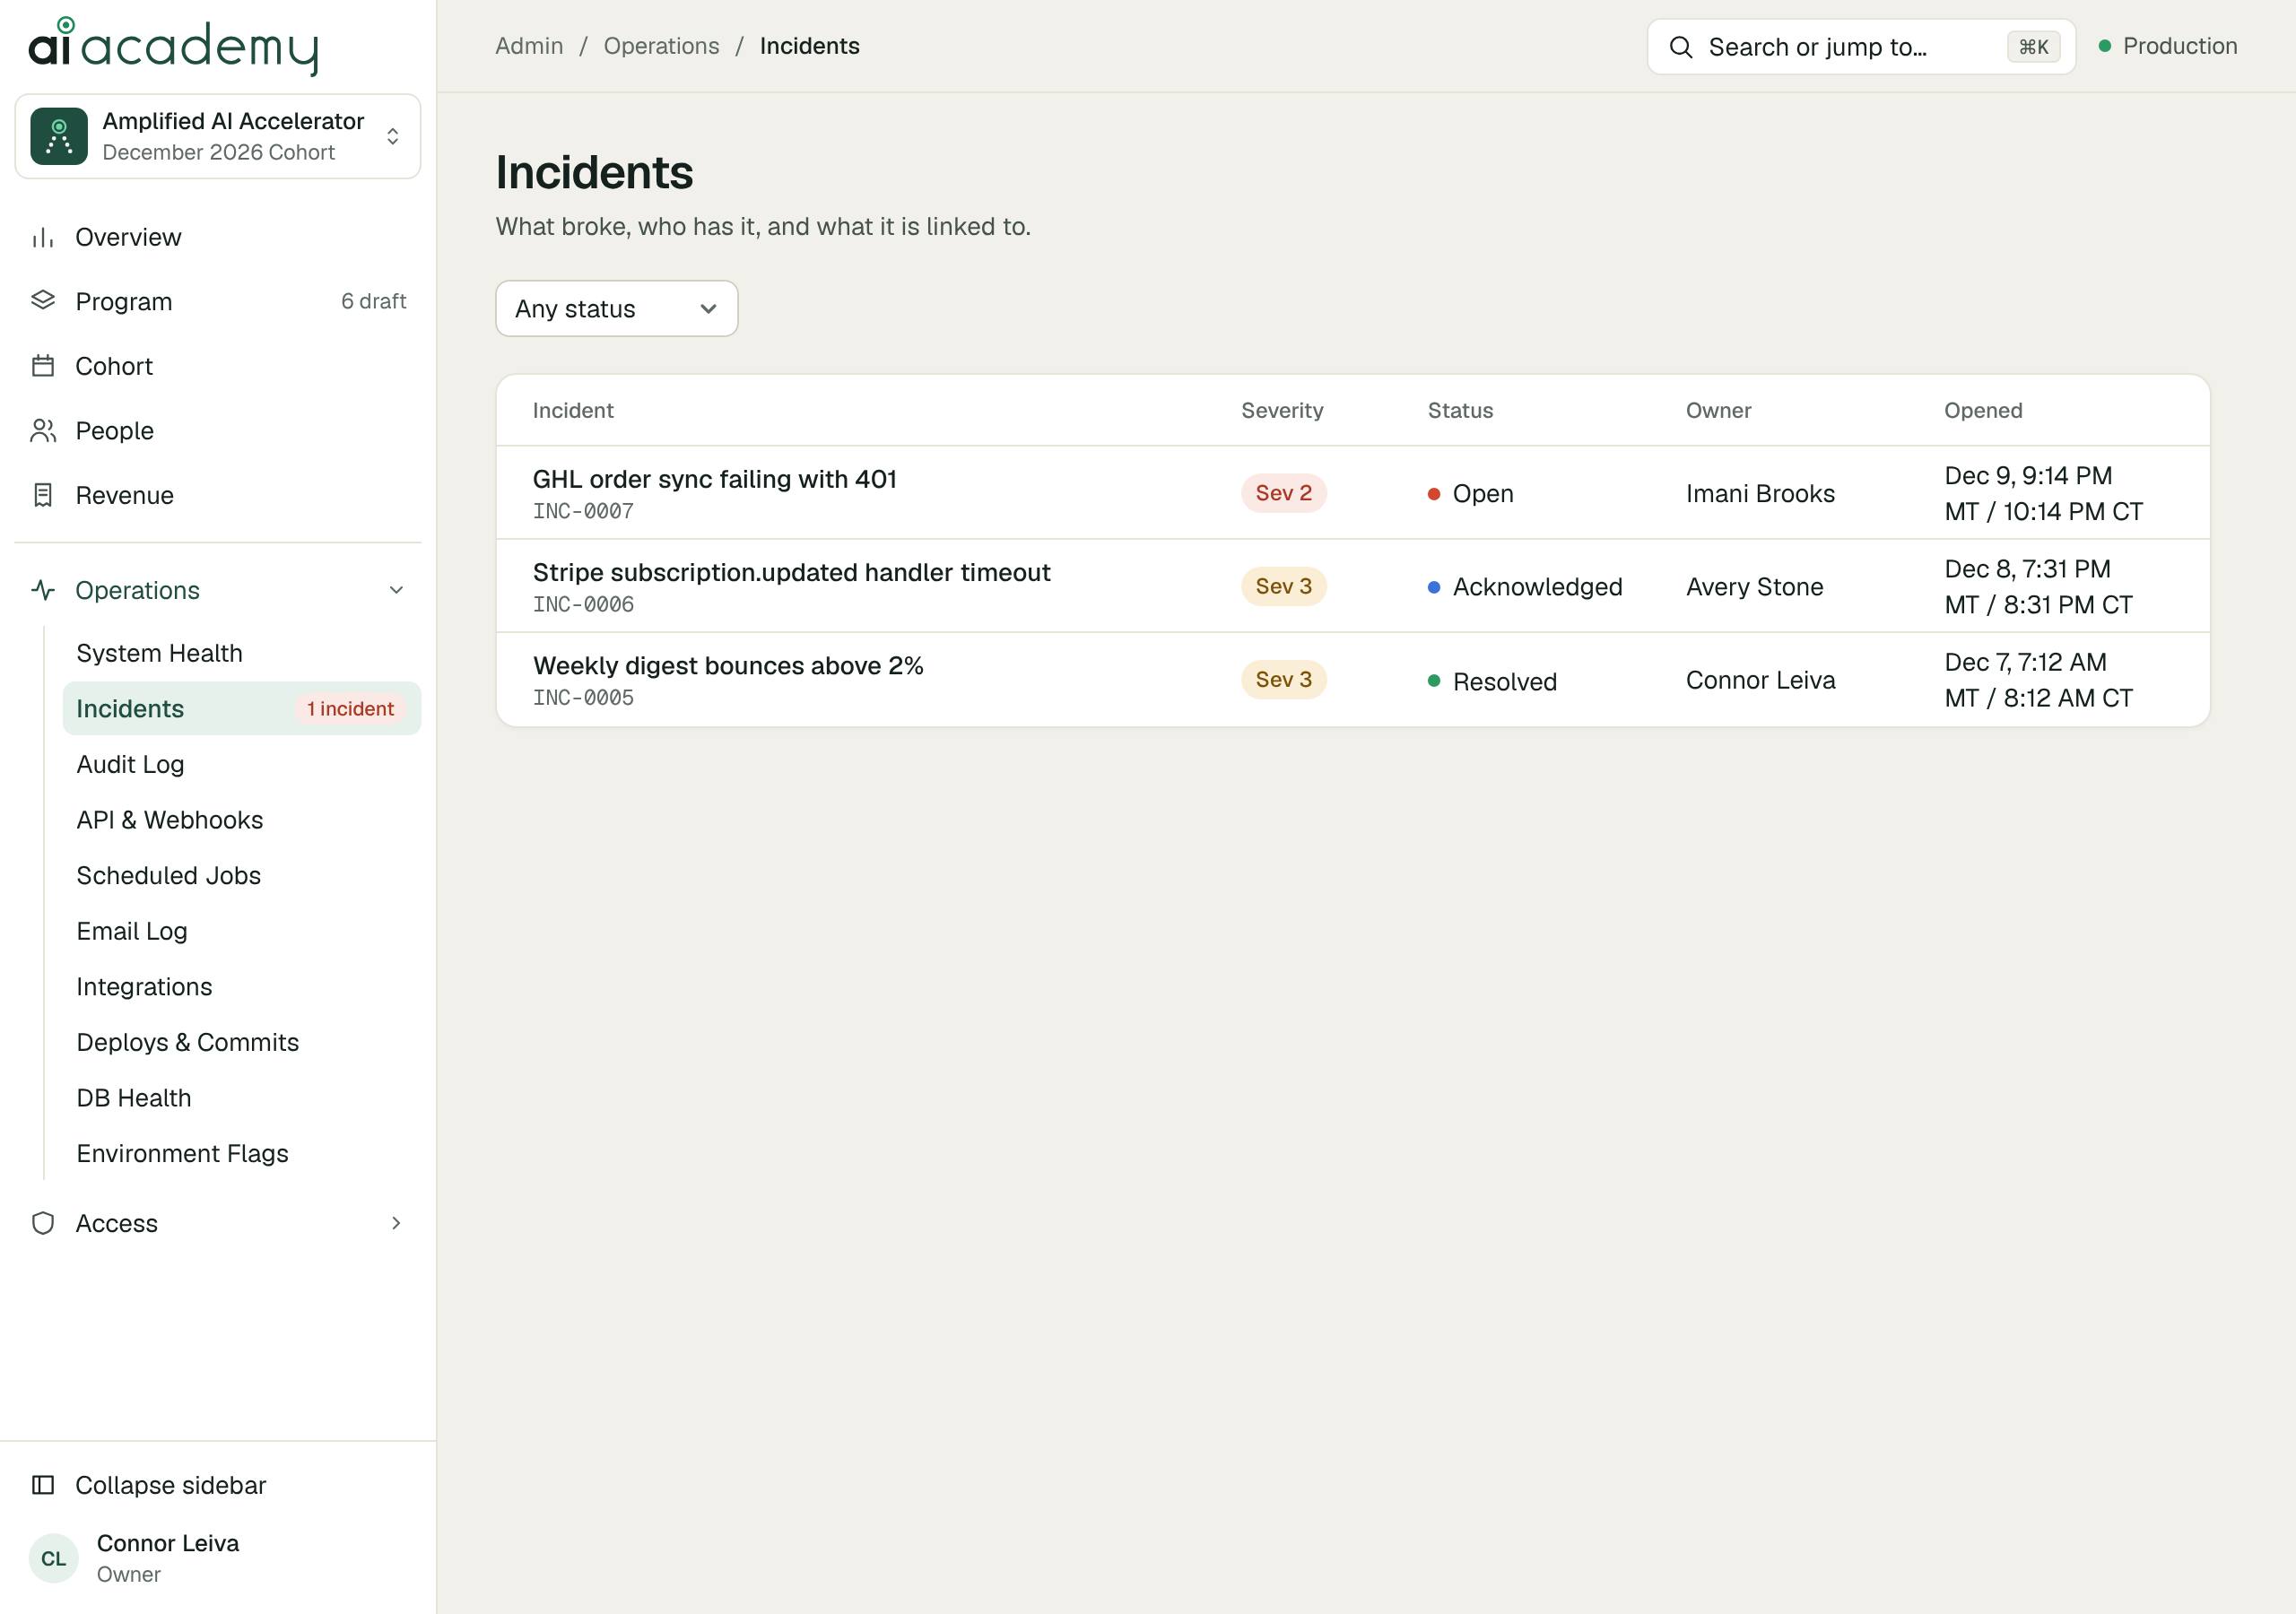 ai academy
Amplified AI Accelerator
December 2026 Cohort
Overview
Program 6 draft
Cohort
People
Revenue
Operations
System Health
Incidents 1 incident
Audit Log
API & Webhooks
Scheduled Jobs
Email Log
Integrations
Deploys & Commits
DB Health
Environment Flags
Access
Collapse sidebar
CL
Connor Leiva
Owner
Admin / Operations / Incidents
Search or jump to... ⌘K
Production
Incidents
What broke, who has it, and what it is linked to.
Any status
Incident Severity Status Owner Opened
GHL order sync failing with 401
INC-0007
Sev 2
Open
Imani Brooks
Dec 9, 9:14 PM
MT / 10:14 PM CT
Stripe subscription.updated handler timeout
INC-0006
Sev 3
Acknowledged
Avery Stone
Dec 8, 7:31 PM
MT / 8:31 PM CT
Weekly digest bounces above 2%
INC-0005
Sev 3
Resolved
Connor Leiva
Dec 7, 7:12 AM
MT / 8:12 AM CT